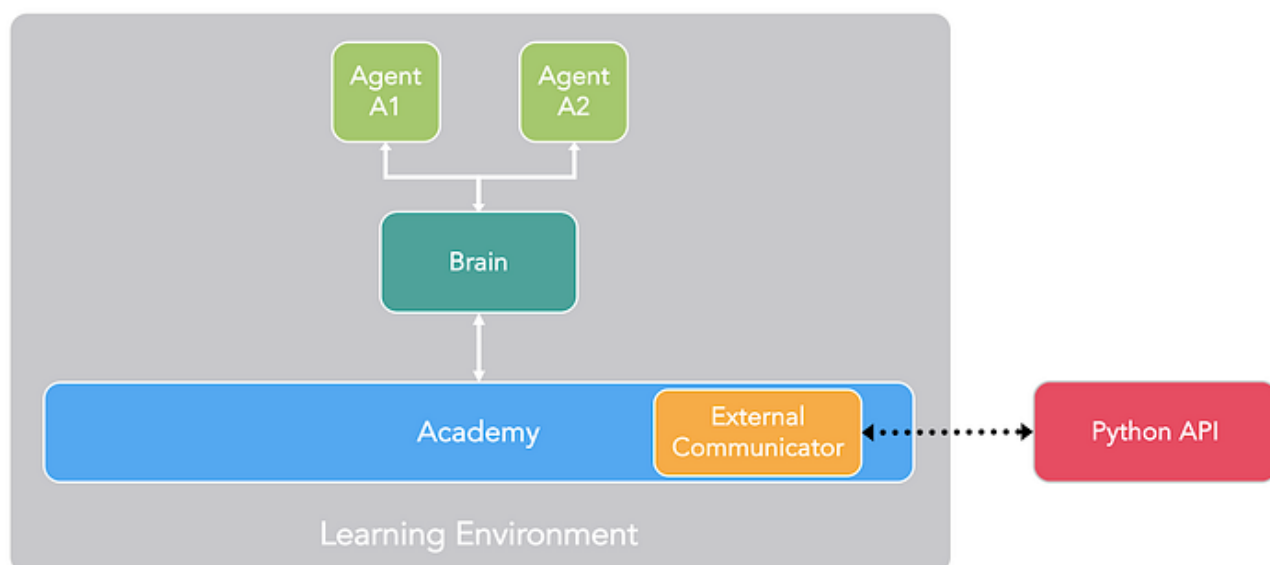 Agent
A1
Agent
A2
Brain
Academy
External
Communicator
Python API
Learning Environment